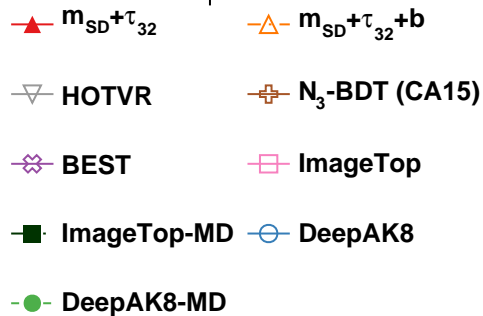 m_SD+τ_32 m_SD+τ_32+b
HOTVR N_3-BDT (CA15)
BEST ImageTop
ImageTop-MD DeepAK8
DeepAK8-MD